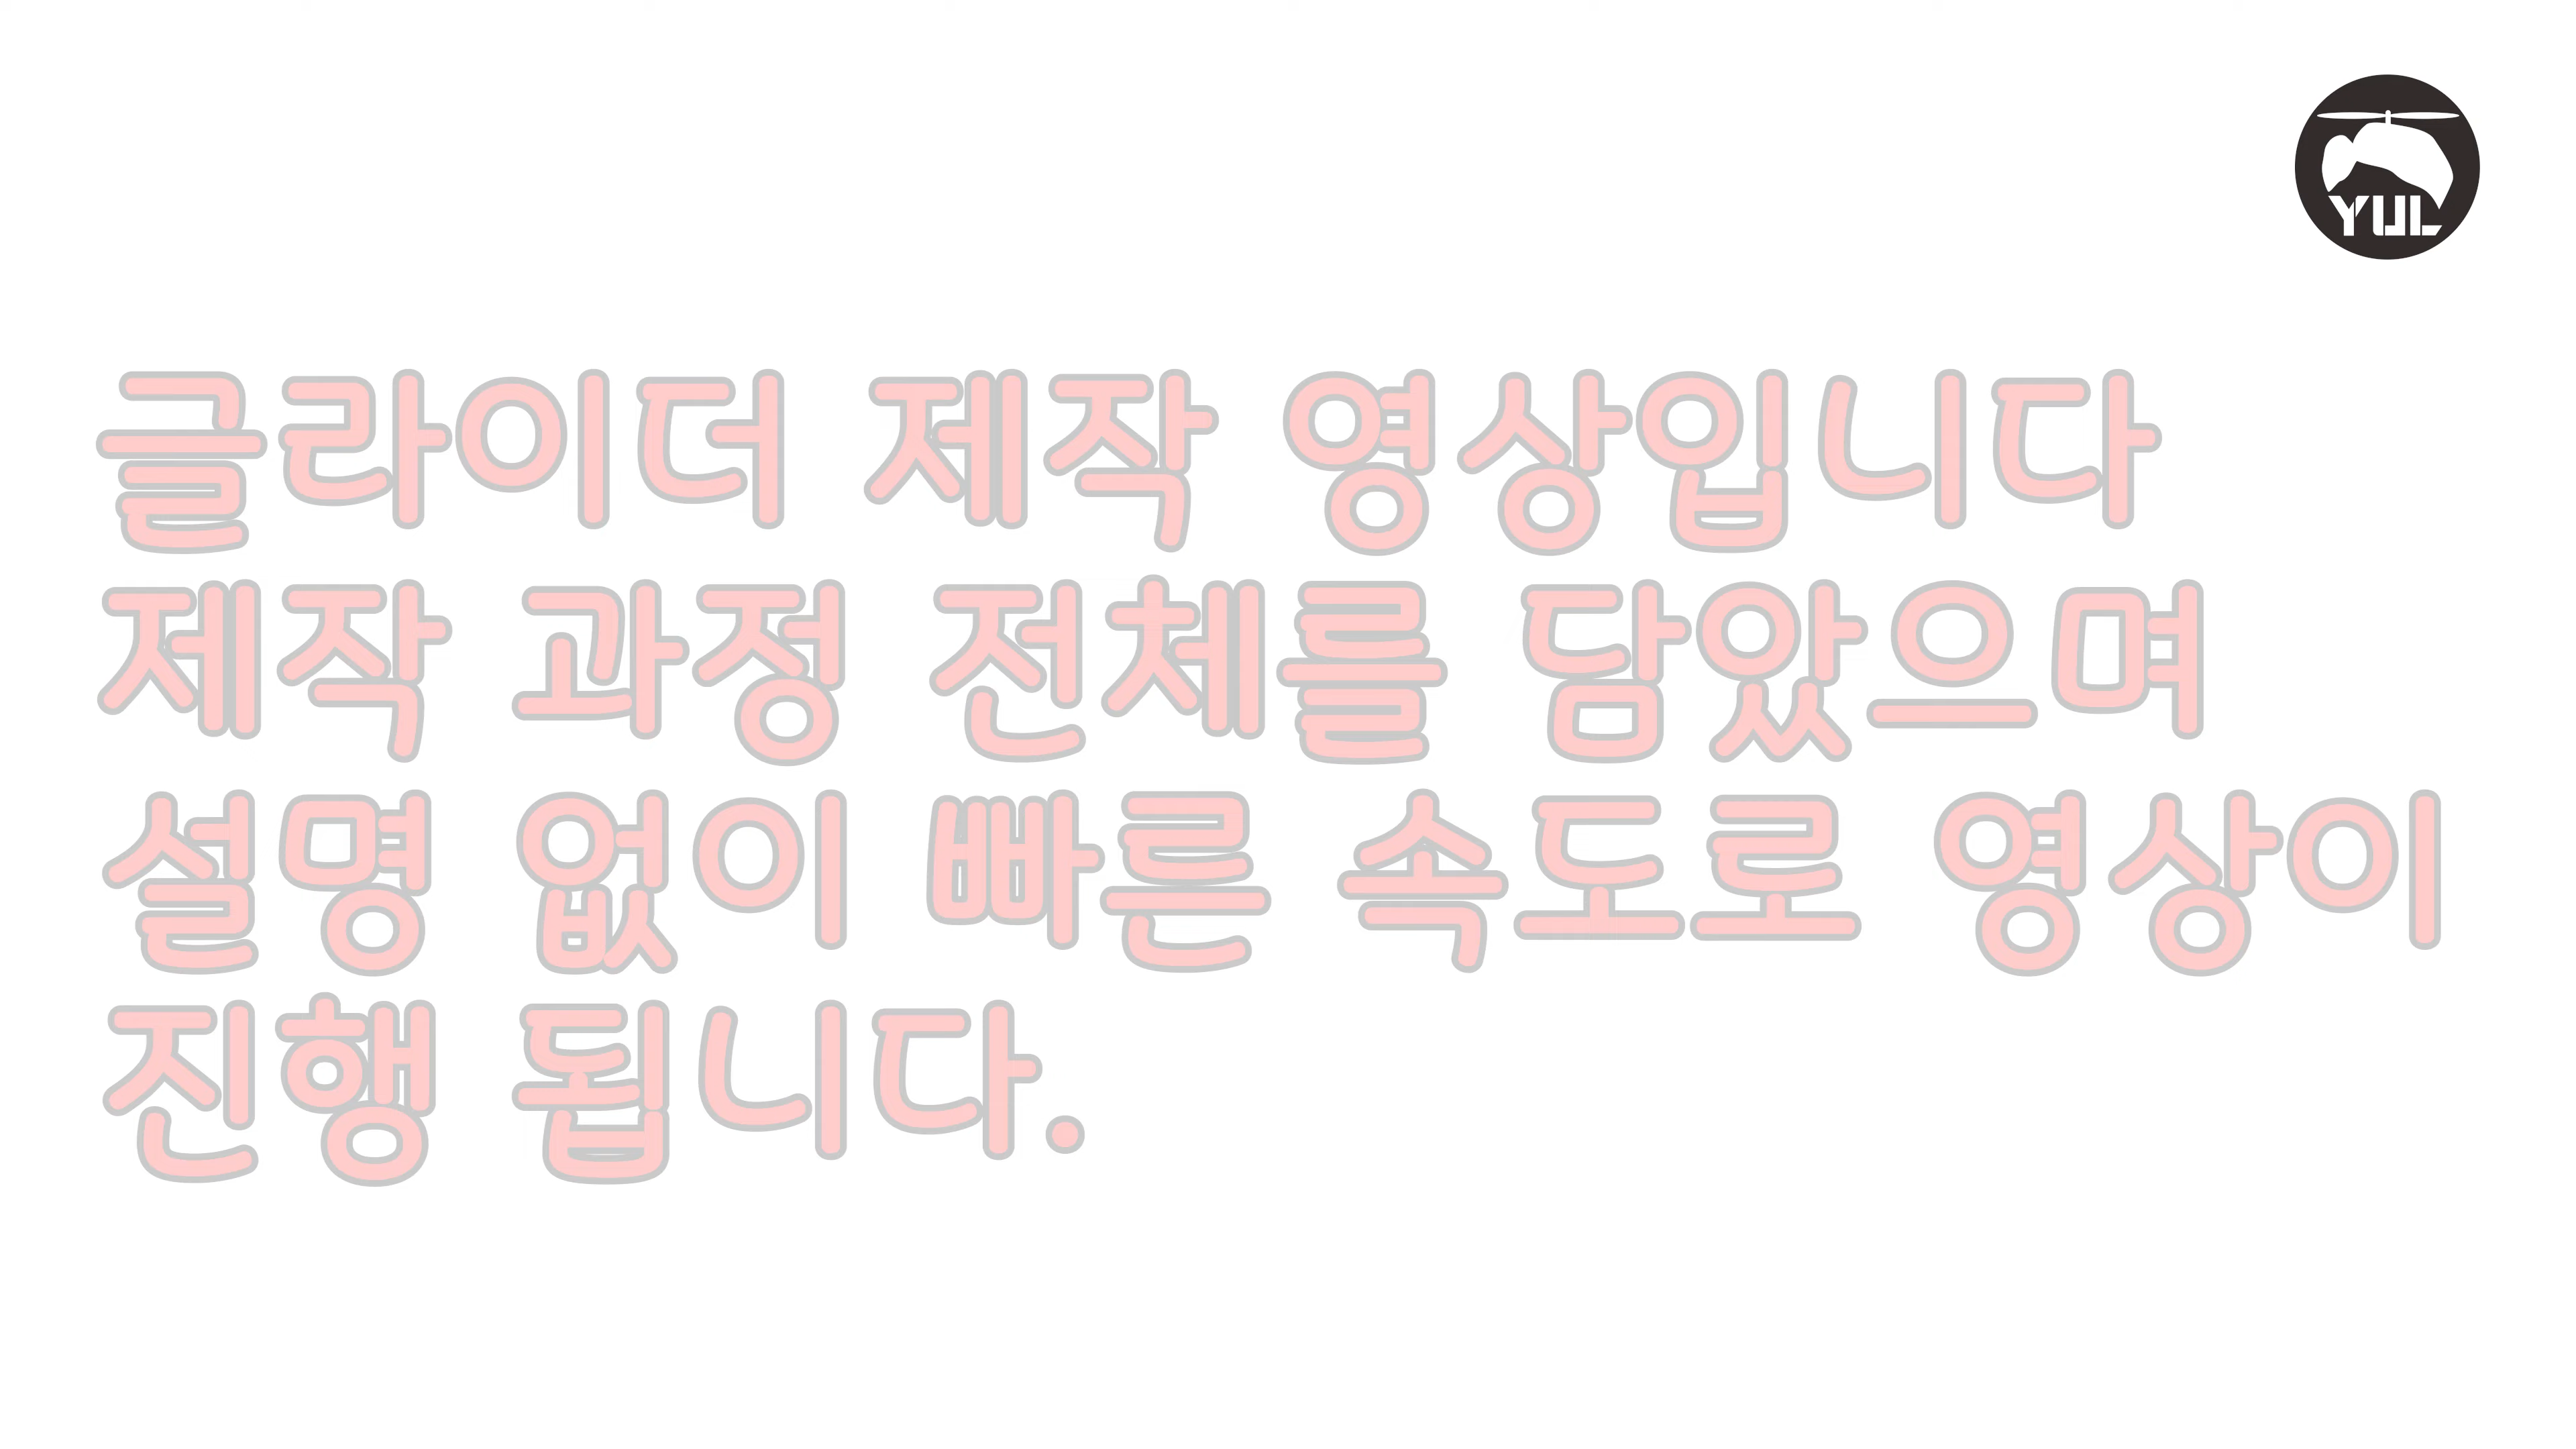 YUL
글라이더 제작 영상입니다
제작 과정 전체를 담았으며
설명 없이 빠른 속도로 영상이
진행 됩니다.